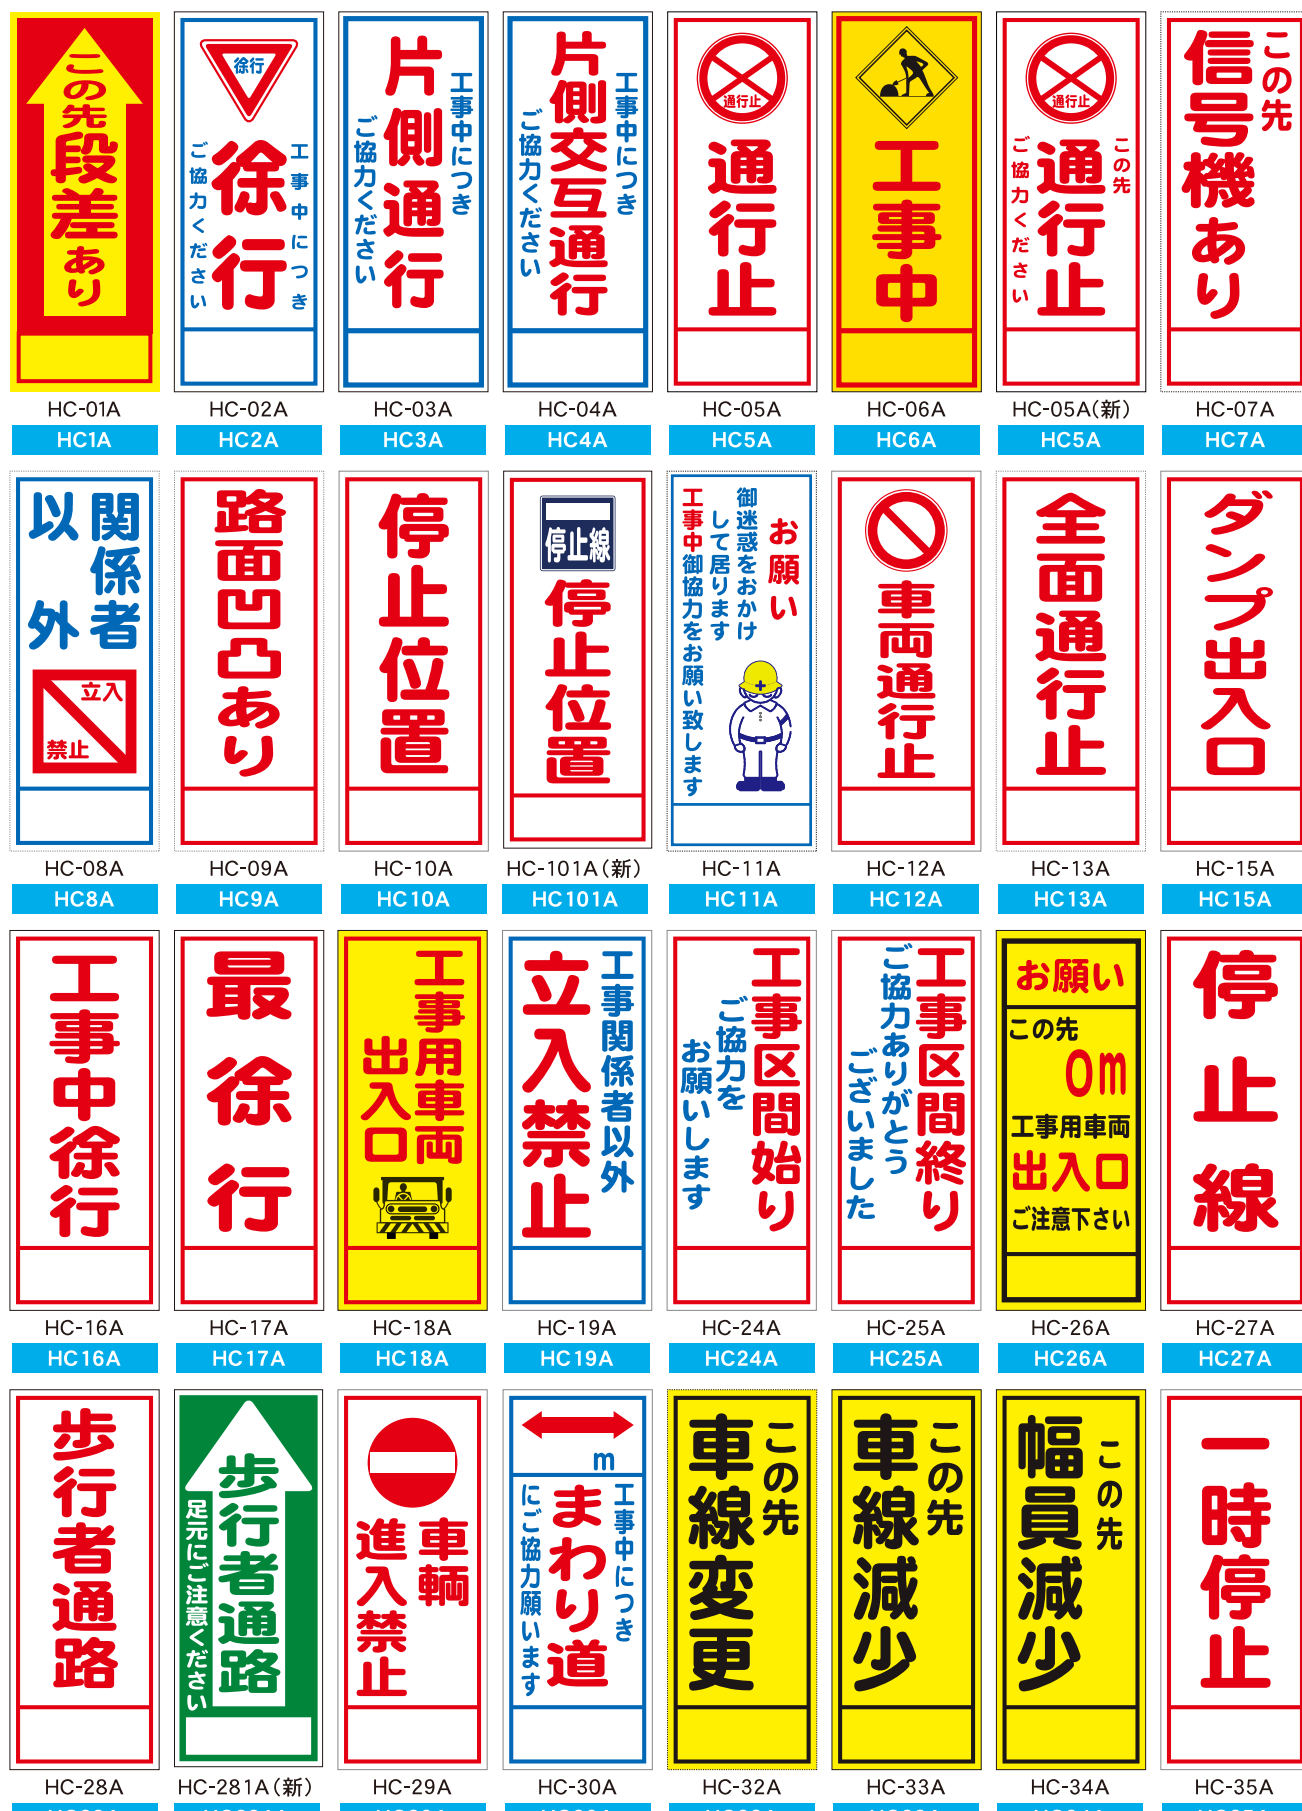 この先段差あり
徐行
工事中につき
徐行
ご協力ください
工事中につき
片側通行
ご協力ください
工事中につき
片側交互通行
ご協力ください
通行止
通行止
工事中
通行止
この先
通行止
ご協力ください
この先
信号機あり
HC-01A
HC-02A
HC-03A
HC-04A
HC-05A
HC-06A
HC-05A(新)
HC-07A
HC1A
HC2A
HC3A
HC4A
HC5A
HC6A
HC5A
HC7A
関係者
以外
立入
禁止
路面凹凸あり
停止位置
停止線
停止位置
お願い
御迷惑をおかけ
して居ります
工事中御協力をお願い致します
車両通行止
全面通行止
ダンプ出入口
HC-08A
HC-09A
HC-10A
HC-101A(新)
HC-11A
HC-12A
HC-13A
HC-15A
HC8A
HC9A
HC10A
HC101A
HC11A
HC12A
HC13A
HC15A
工事中徐行
最徐行
工事用車両
出入口
工事関係者以外
立入禁止
工事区間始り
ご協力を
お願いします
工事区間終り
ご協力ありがとう
ございました
お願い
この先
0m
工事用車両
出入口
ご注意下さい
停止線
HC-16A
HC-17A
HC-18A
HC-19A
HC-24A
HC-25A
HC-26A
HC-27A
HC16A
HC17A
HC18A
HC19A
HC24A
HC25A
HC26A
HC27A
歩行者通路
歩行者通路
足元にご注意ください
車輌
進入禁止
m
工事中につき
まわり道
にご協力願います
この先
車線変更
この先
車線減少
この先
幅員減少
一時停止
HC-28A
HC-281A(新)
HC-29A
HC-30A
HC-32A
HC-33A
HC-34A
HC-35A